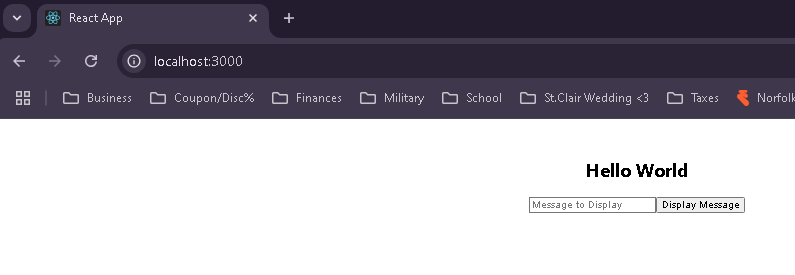 React App
localhost:3000
Business Coupon/Disc% Finances Military School St.Clair Wedding <3 Taxes Norfolk
Hello World
Message to Display Display Message